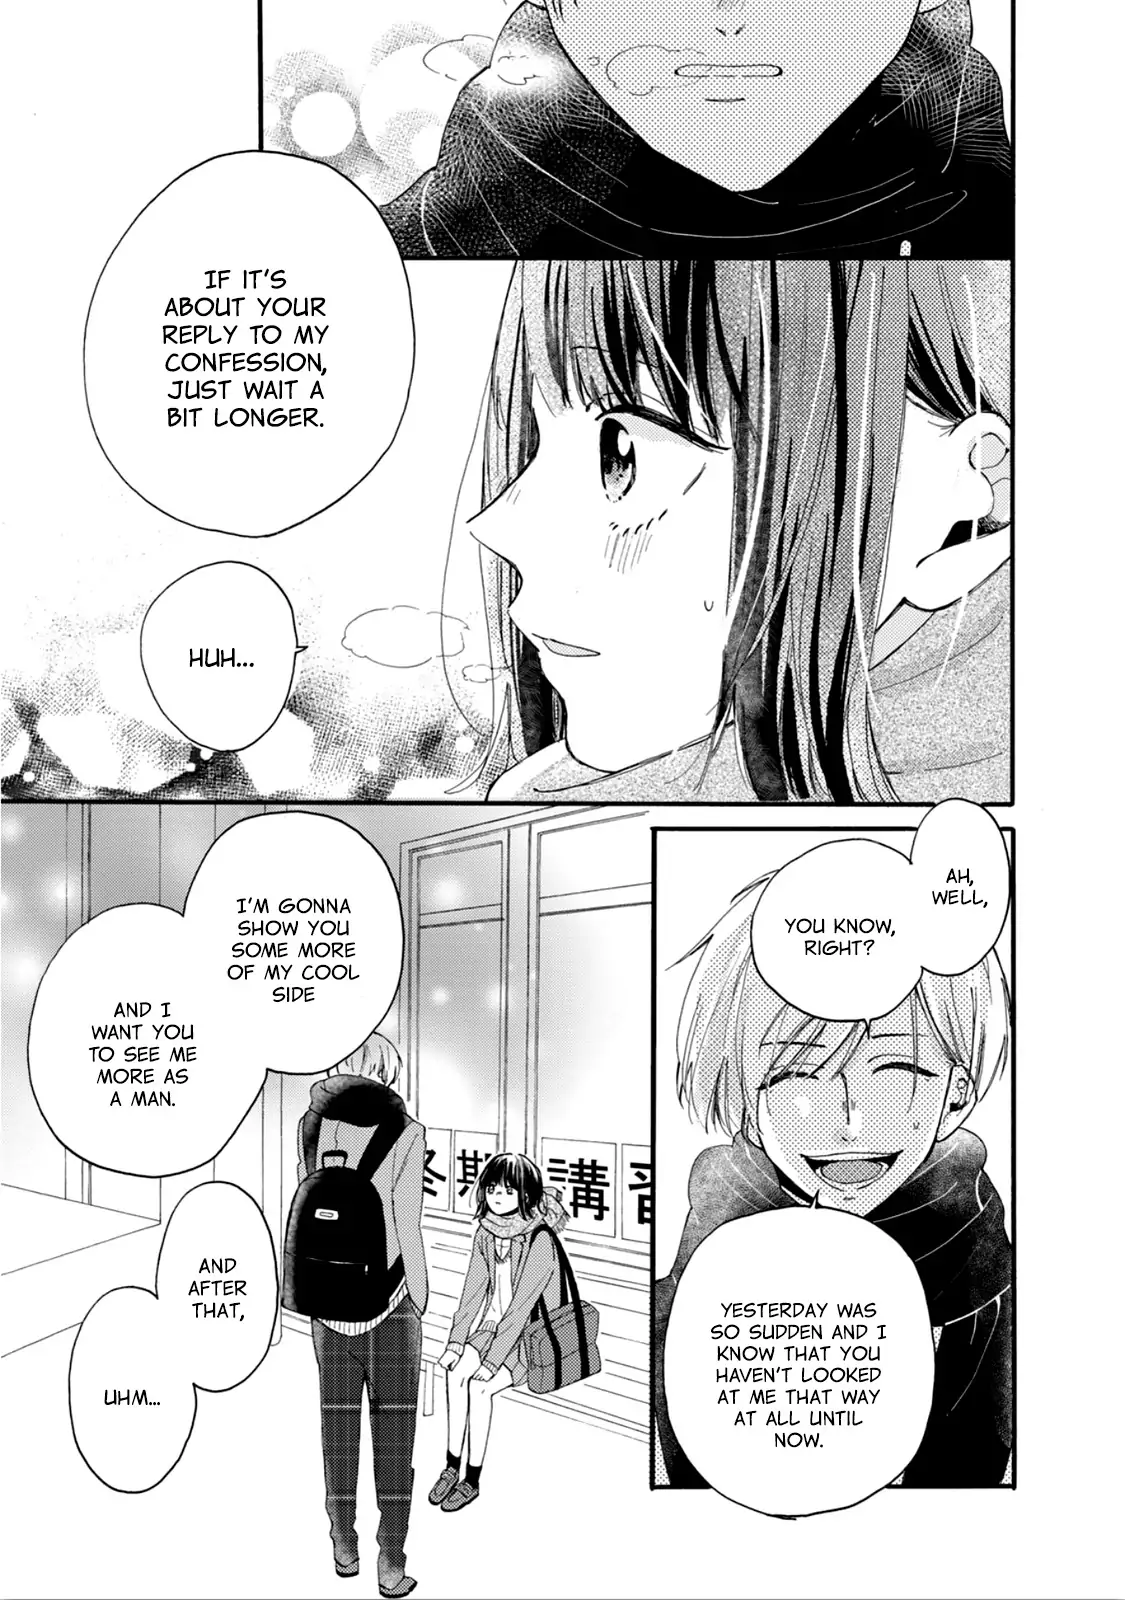 IF IT'S
ABOUT YOUR
REPLY TO MY
CONFESSION,
JUST WAIT A
BIT LONGER.
HUH...
AH,
WELL,
YOU KNOW,
RIGHT?
YESTERDAY WAS
SO SUDDEN AND I
KNOW THAT YOU
HAVEN'T LOOKED
AT ME THAT WAY
AT ALL UNTIL
NOW.
I'M GONNA
SHOW YOU
SOME MORE
OF MY COOL
SIDE
AND I
WANT YOU
TO SEE ME
MORE AS
A MAN.
AND
AFTER
THAT,
UHM...
冬期講習